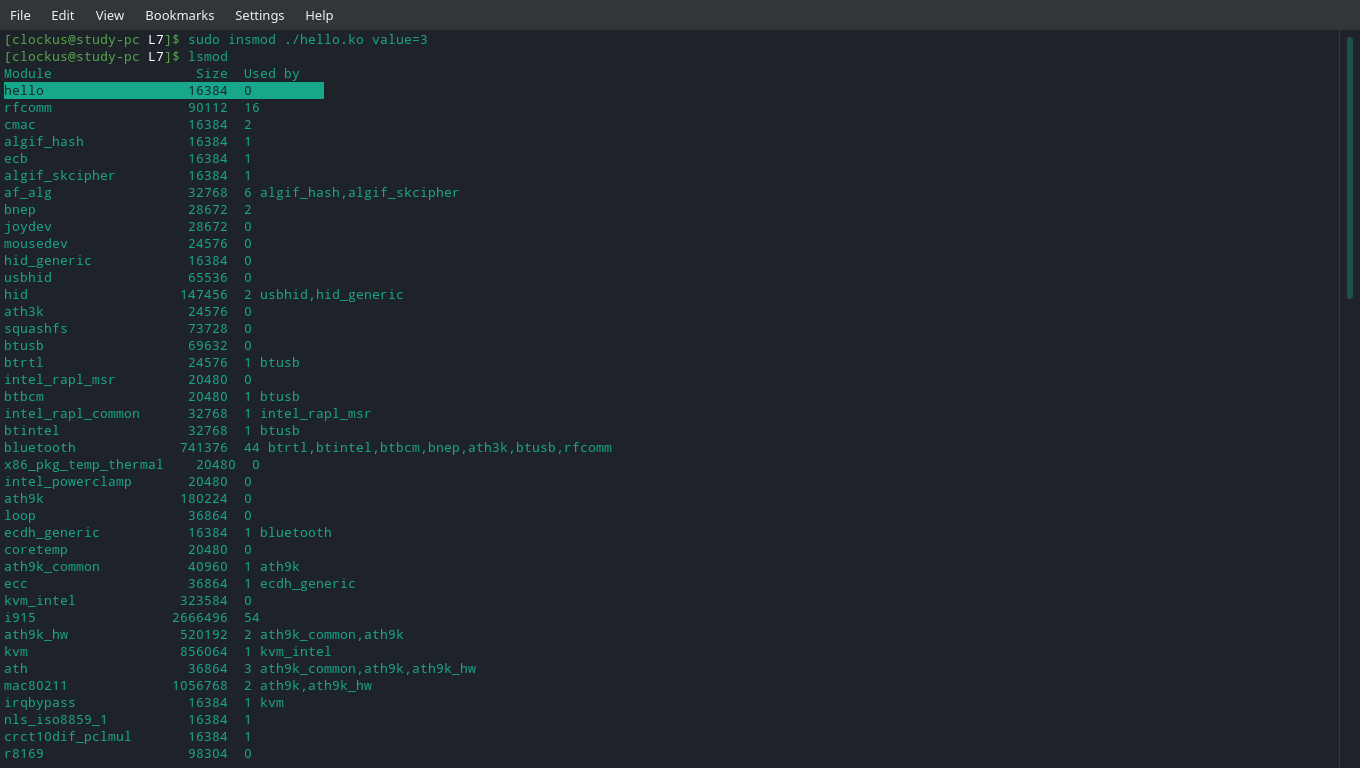 File Edit View Bookmarks Settings Help
[clockus@study-pc L7]$ sudo insmod ./hello.ko value=3
[clockus@study-pc L7]$ lsmod
Module                  Size  Used by
hello                  16384  0
rfcomm                 90112  16
cmac                   16384  2
algif_hash             16384  1
ecb                    16384  1
algif_skcipher         16384  1
af_alg                 32768  6 algif_hash,algif_skcipher
bnep                   28672  2
joydev                 28672  0
mousedev               24576  0
hid_generic            16384  0
usbhid                 65536  0
hid                   147456  2 usbhid,hid_generic
ath3k                  24576  0
squashfs               73728  0
btusb                  69632  0
btrtl                  24576  1 btusb
intel_rapl_msr         20480  0
btbcm                  20480  1 btusb
intel_rapl_common      32768  1 intel_rapl_msr
btintel                32768  1 btusb
bluetooth             741376  44 btrtl,btintel,btbcm,bnep,ath3k,btusb,rfcomm
x86_pkg_temp_thermal    20480  0
intel_powerclamp       20480  0
ath9k                 180224  0
loop                   36864  0
ecdh_generic           16384  1 bluetooth
coretemp               20480  0
ath9k_common           40960  1 ath9k
ecc                    36864  1 ecdh_generic
kvm_intel             323584  0
i915                 2666496  54
ath9k_hw              520192  2 ath9k_common,ath9k
kvm                   856064  1 kvm_intel
ath                    36864  3 ath9k_common,ath9k,ath9k_hw
mac80211             1056768  2 ath9k,ath9k_hw
irqbypass              16384  1 kvm
nls_iso8859_1          16384  1
crct10dif_pclmul       16384  1
r8169                  98304  0